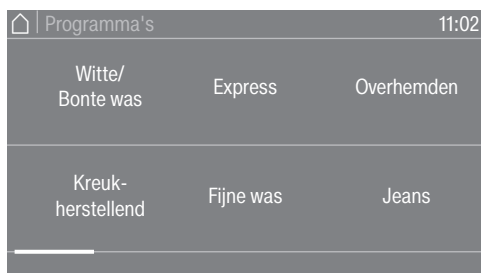 Programma's 11:02
Witte/
Bonte was
Express
Overhemden
Kreuk-
herstellend
Fijne was
Jeans